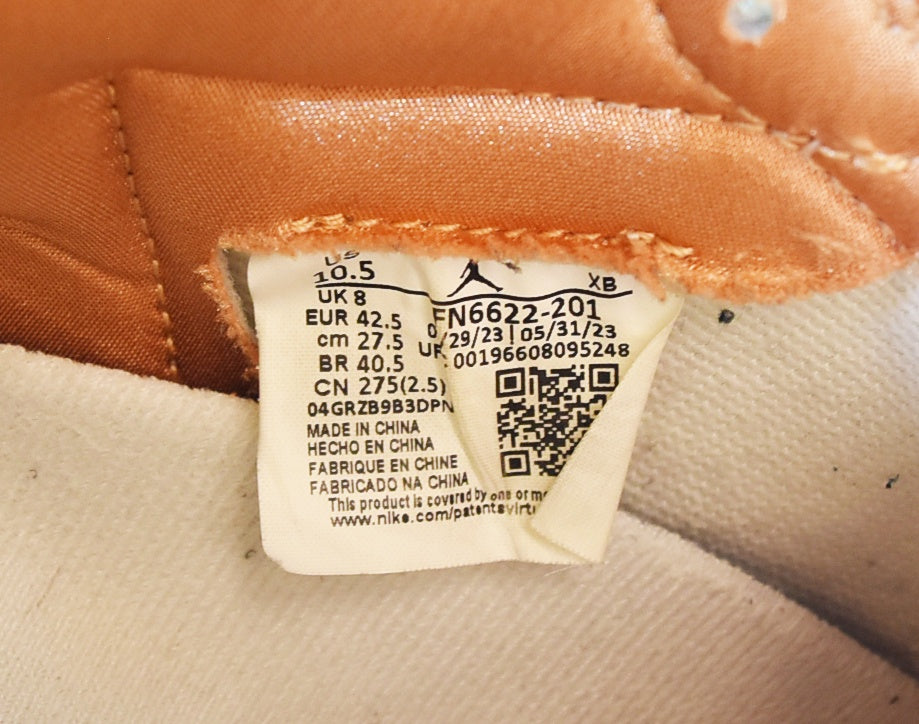 US
10.5
UK 8
EUR 42.5
cm 27.5
BR 40.5
CN 275(2.5)
04GRZB9B3DPN
XB
FN6622-201
/29/23 | 05/31/23
00196608095248
MADE IN CHINA
HECHO EN CHINA
FABRIQUE EN CHINE
FABRICADO NA CHINA
This product is covered by one or
www.nike.com/patents